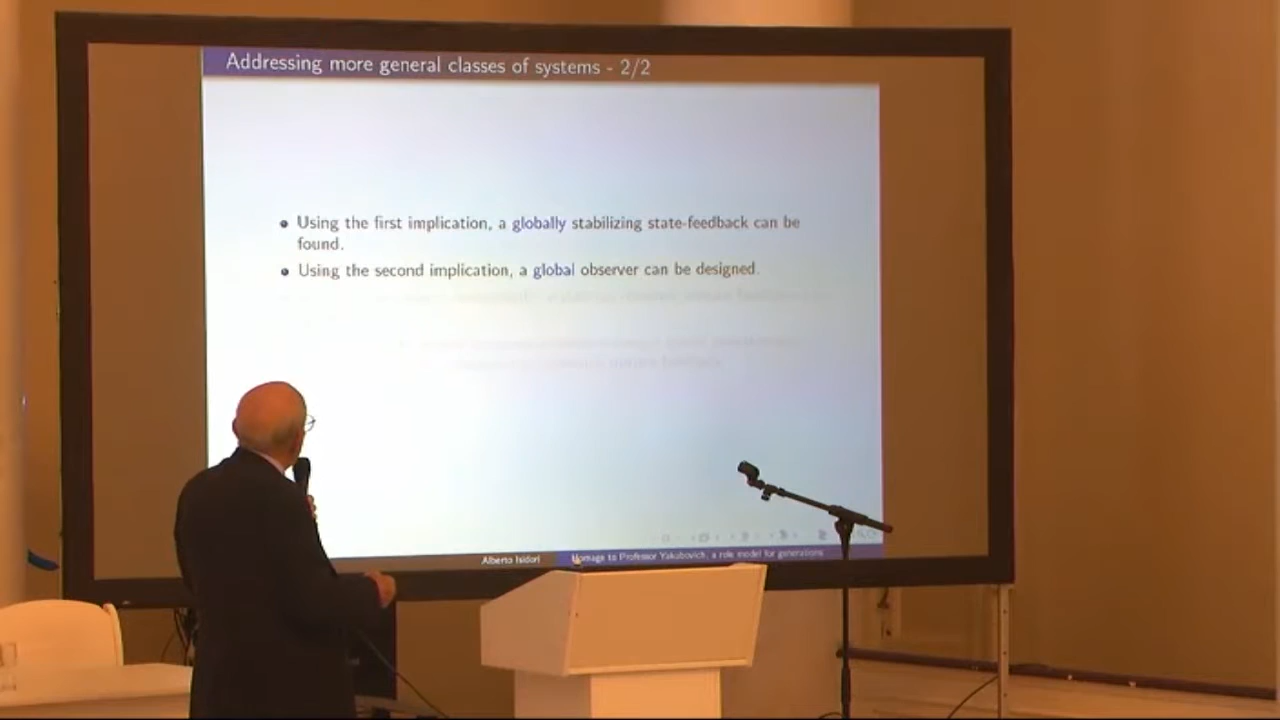 Addressing more general classes of systems - 2/2
Using the first implication, a globally stabilizing state-feedback can be
found.
Using the second implication, a global observer can be designed.
Alberto Isidori
Homage to Professor Yakubovich, a role model for generations